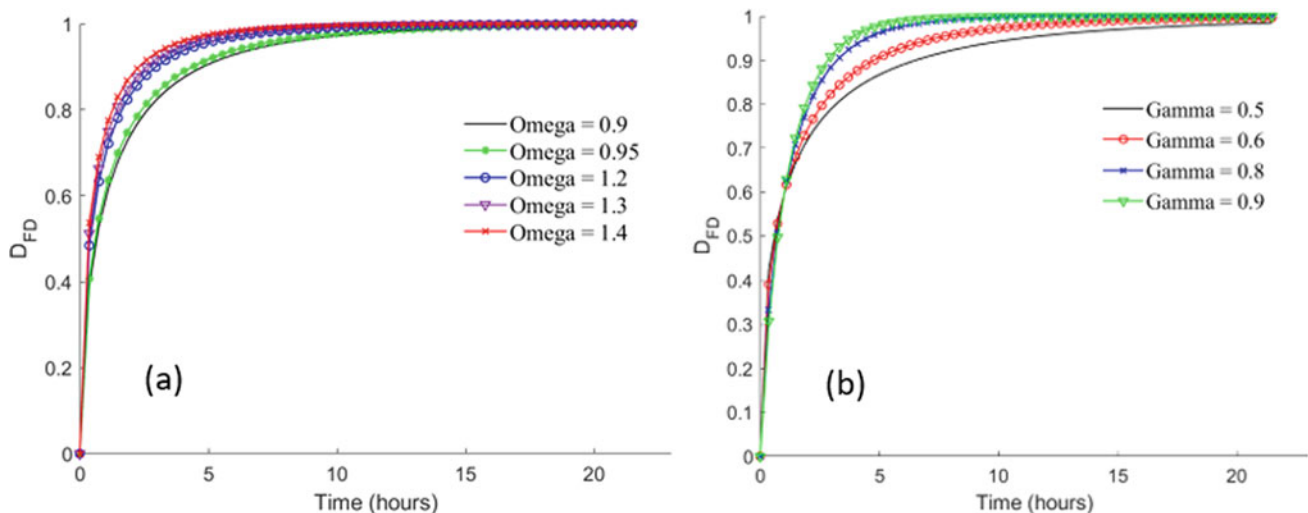 1
0.8
0.6
0.4
0.2
0
D_FD
Omega = 0.9
Omega = 0.95
Omega = 1.2
Omega = 1.3
Omega = 1.4
(a)
0 5 10 15 20
Time (hours)
1
0.9
0.8
0.7
0.6
0.5
0.4
0.3
0.2
0.1
0
D_FD
Gamma = 0.5
Gamma = 0.6
Gamma = 0.8
Gamma = 0.9
(b)
0 5 10 15 20
Time (hours)